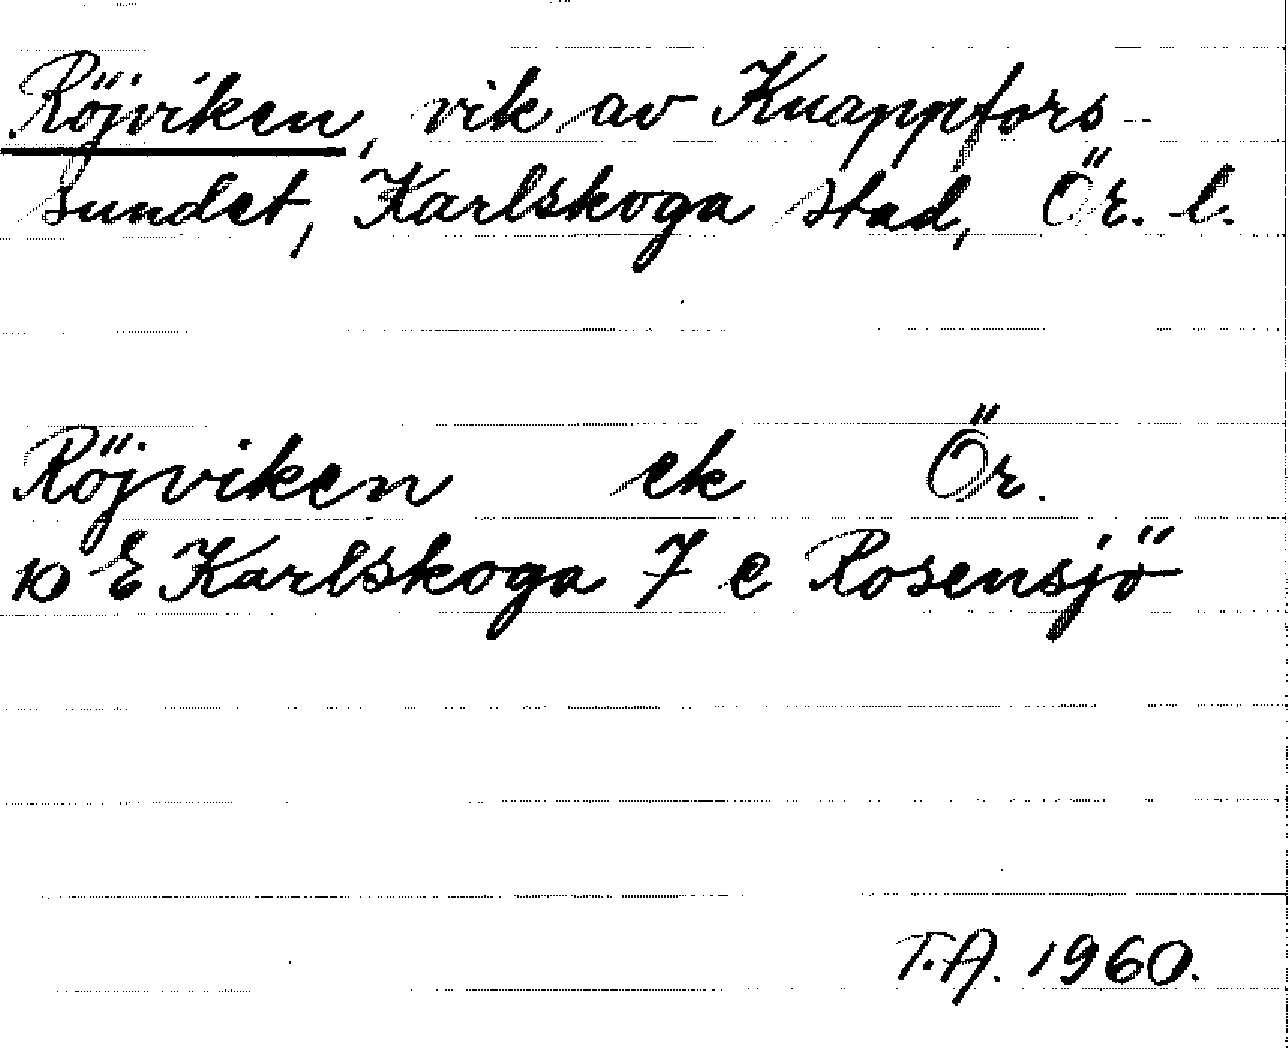 Röjviken, vik av Knappfors-
sundet, Karlskoga stad, Ör. l.
Röjviken ek Ör.
10 E Karlskoga 7 e Rosensjö
T.A. 1960.